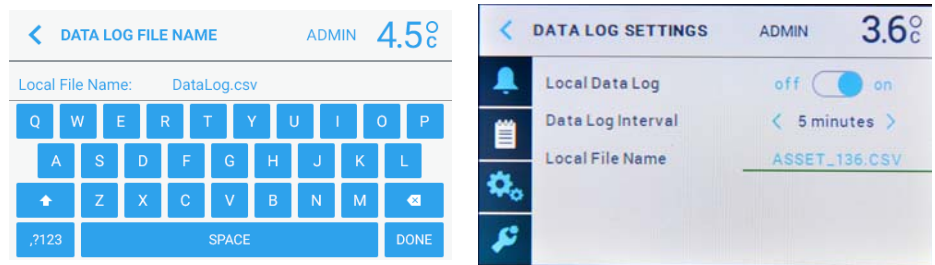 DATA LOG FILE NAME ADMIN 4.5°C
Local File Name: DataLog.csv
Q W E R T Y U I O P
A S D F G H J K L
Z X C V B N M
,?123 SPACE DONE
DATA LOG SETTINGS ADMIN 3.6°C
Local Data Log off on
Data Log Interval < 5 minutes >
Local File Name ASSET_136.CSV